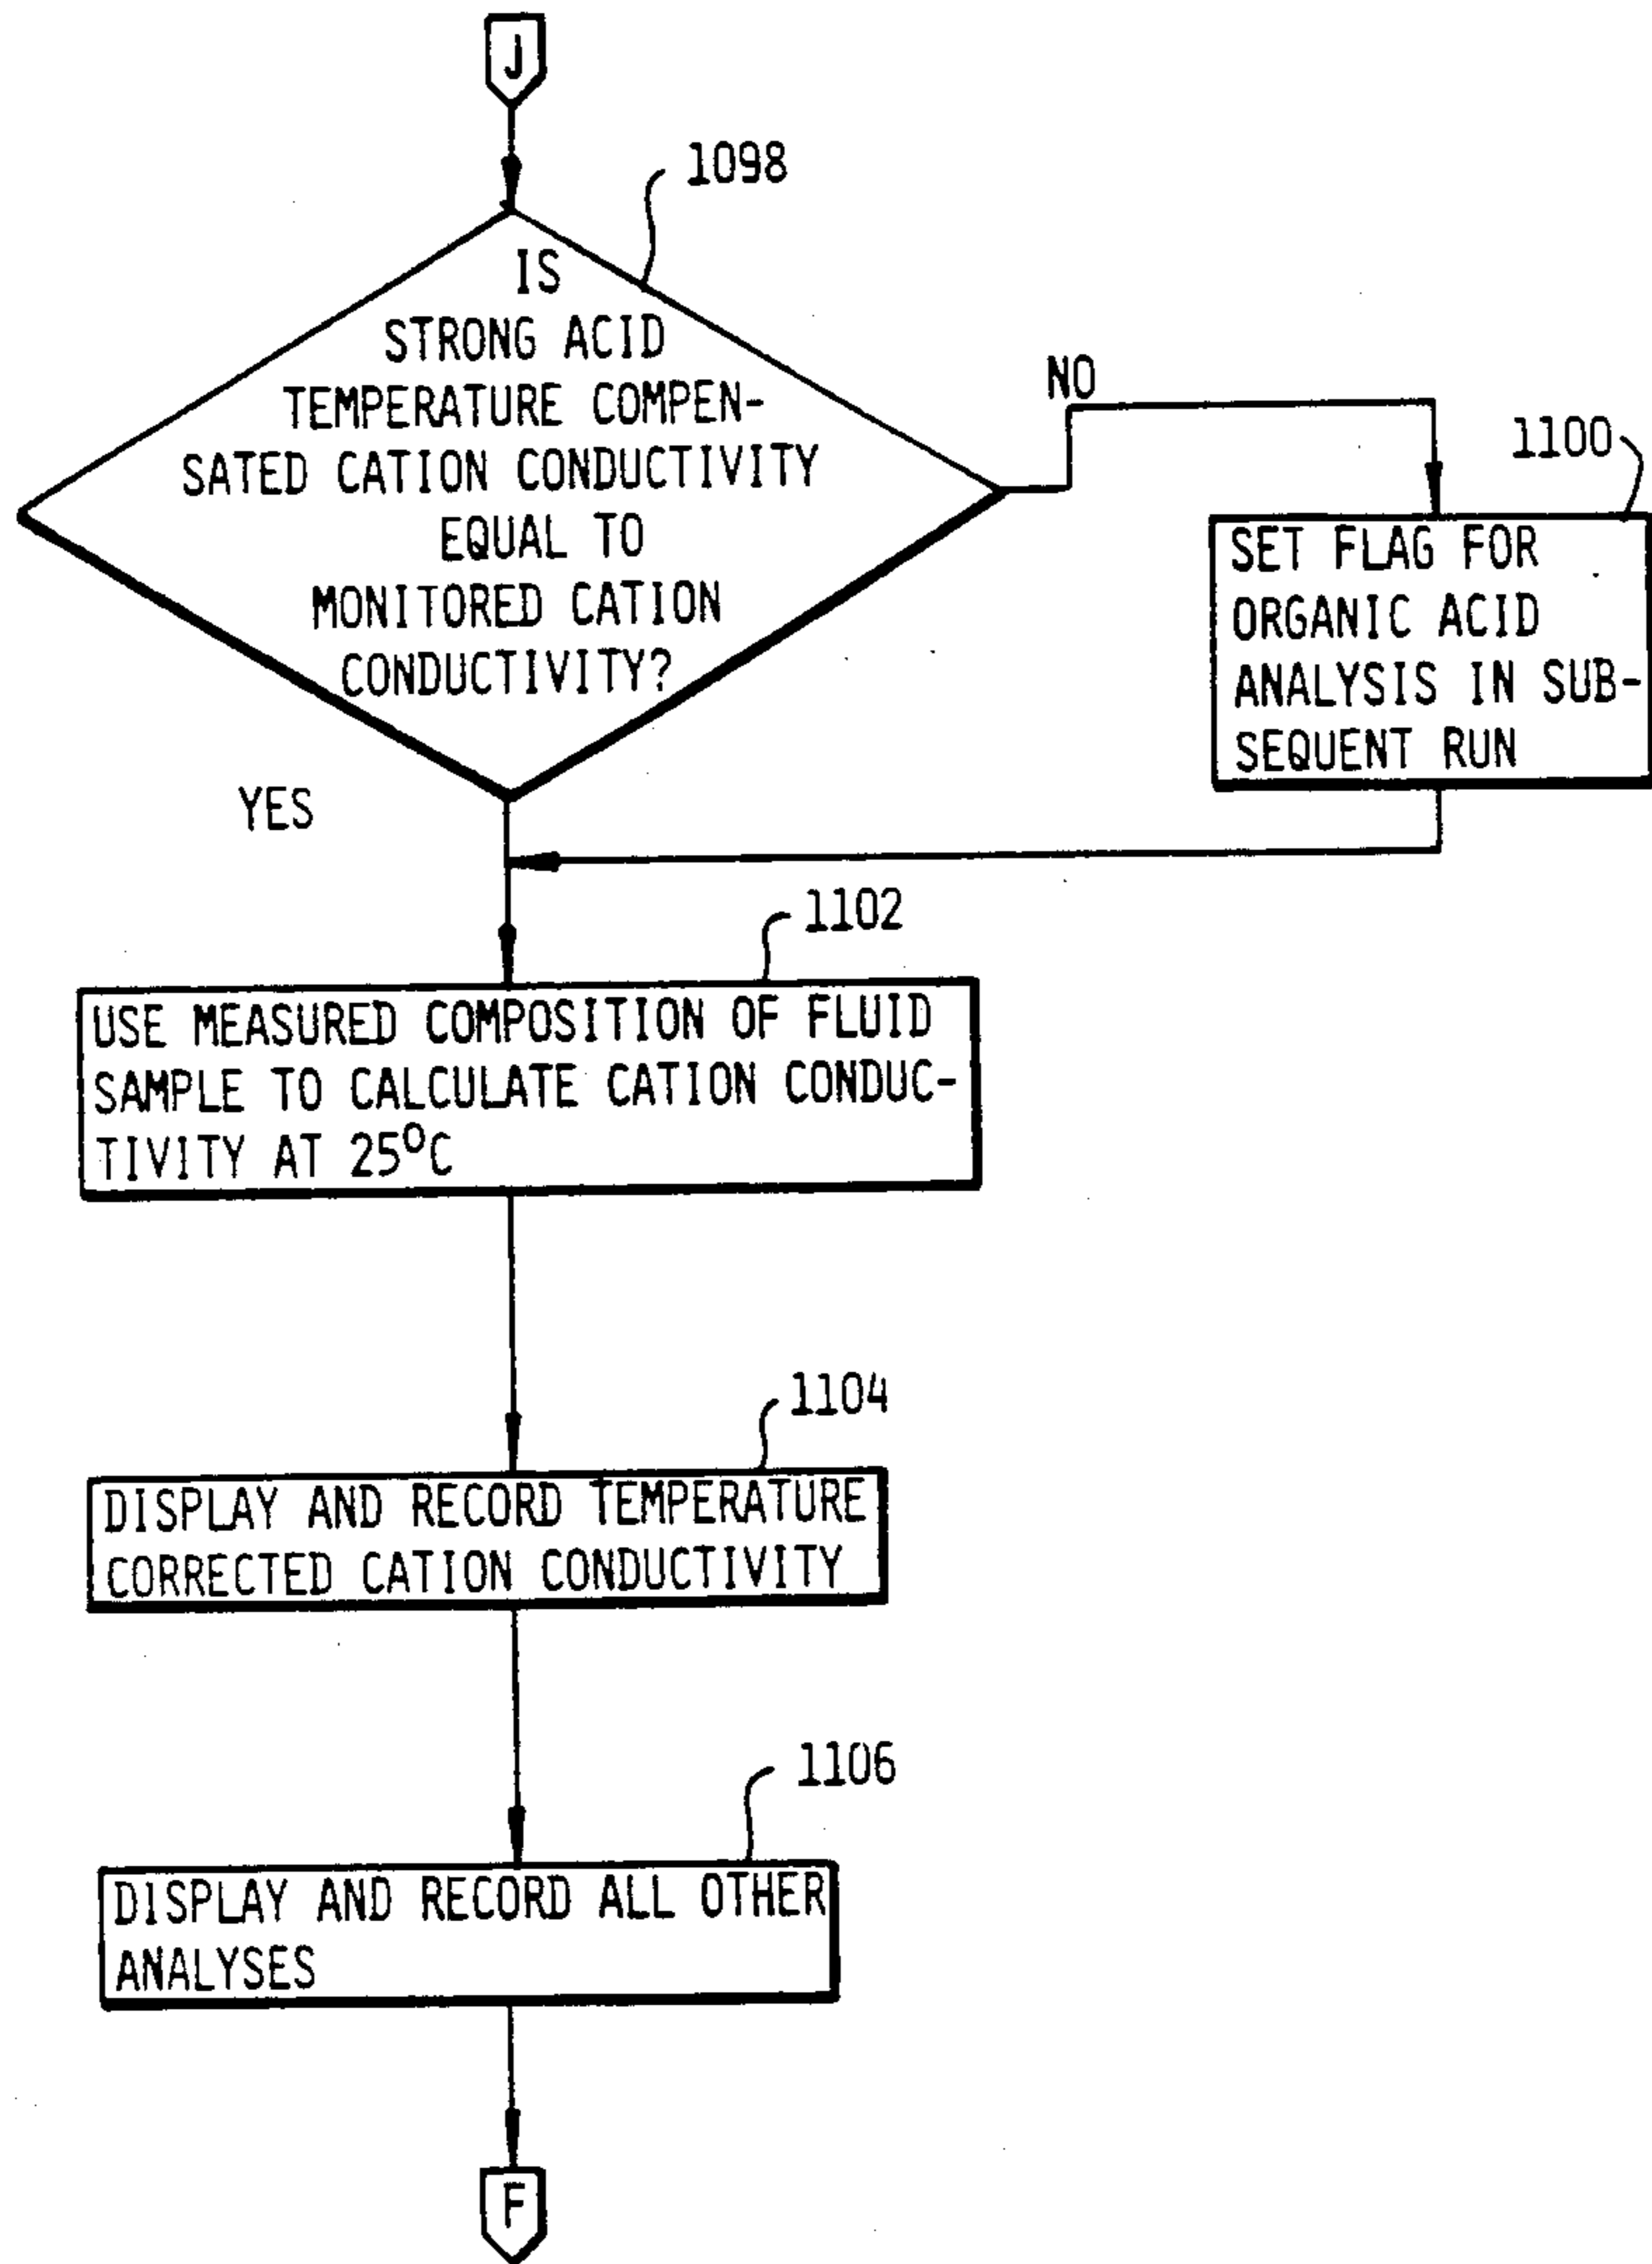 J
1098
IS
STRONG ACID
TEMPERATURE COMPEN-
SATED CATION CONDUCTIVITY
EQUAL TO
MONITORED CATION
CONDUCTIVITY?
NO
1100
SET FLAG FOR
ORGANIC ACID
ANALYSIS IN SUB-
SEQUENT RUN
YES
1102
USE MEASURED COMPOSITION OF FLUID
SAMPLE TO CALCULATE CATION CONDUC-
TIVITY AT 25°C
1104
DISPLAY AND RECORD TEMPERATURE
CORRECTED CATION CONDUCTIVITY
1106
DISPLAY AND RECORD ALL OTHER
ANALYSES
F